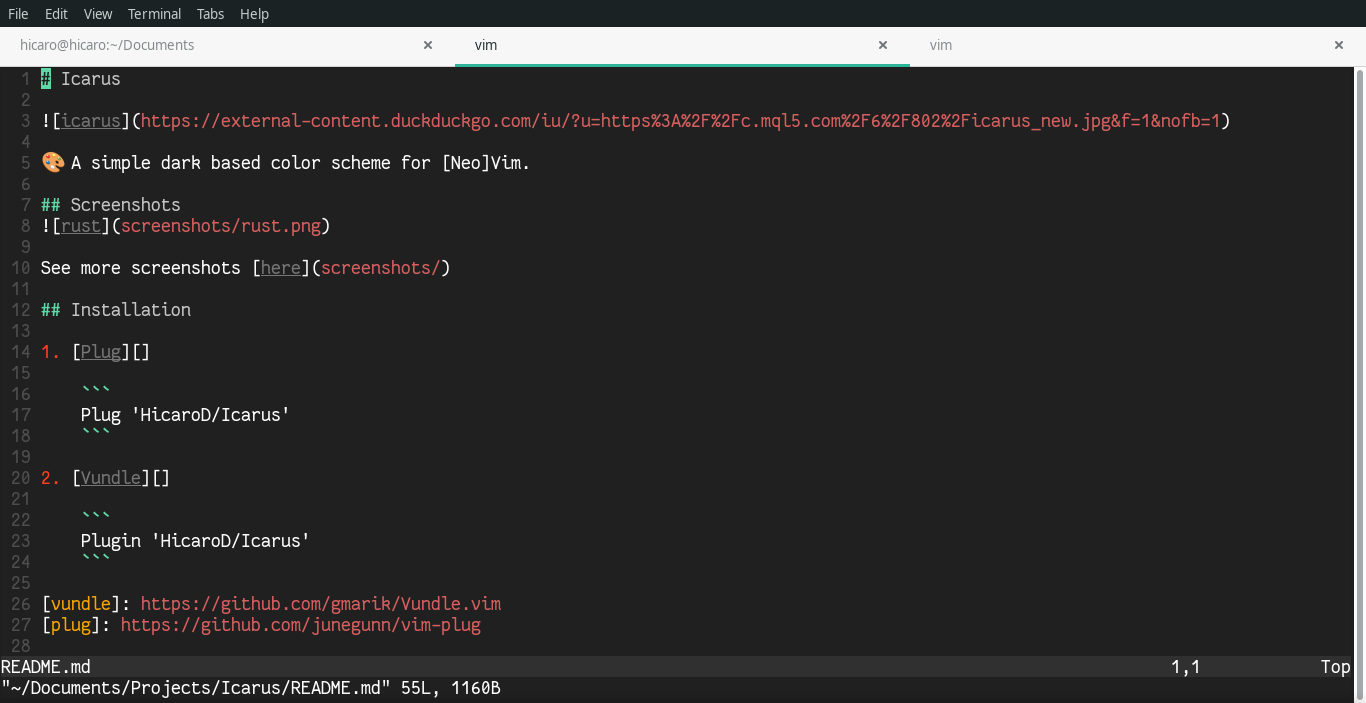 File Edit View Terminal Tabs Help
hicaro@hicaro:~/Documents × vim × vim ×
1 # Icarus
2
3 ![icarus](https://external-content.duckduckgo.com/iu/?u=https%3A%2F%2Fc.mql5.com%2F6%2F802%2Ficarus_new.jpg&f=1&nofb=1)
4
5 🎨 A simple dark based color scheme for [Neo]Vim.
6
7 ## Screenshots
8 ![rust](screenshots/rust.png)
9
10 See more screenshots [here](screenshots/)
11
12 ## Installation
13
14 1. [Plug][]
15
16 ```
17 Plug 'HicaroD/Icarus'
18 ```
19
20 2. [Vundle][]
21
22 ```
23 Plugin 'HicaroD/Icarus'
24 ```
25
26 [vundle]: https://github.com/gmarik/Vundle.vim
27 [plug]: https://github.com/junegunn/vim-plug
28
README.md 1,1 Top
"~/Documents/Projects/Icarus/README.md" 55L, 1160B